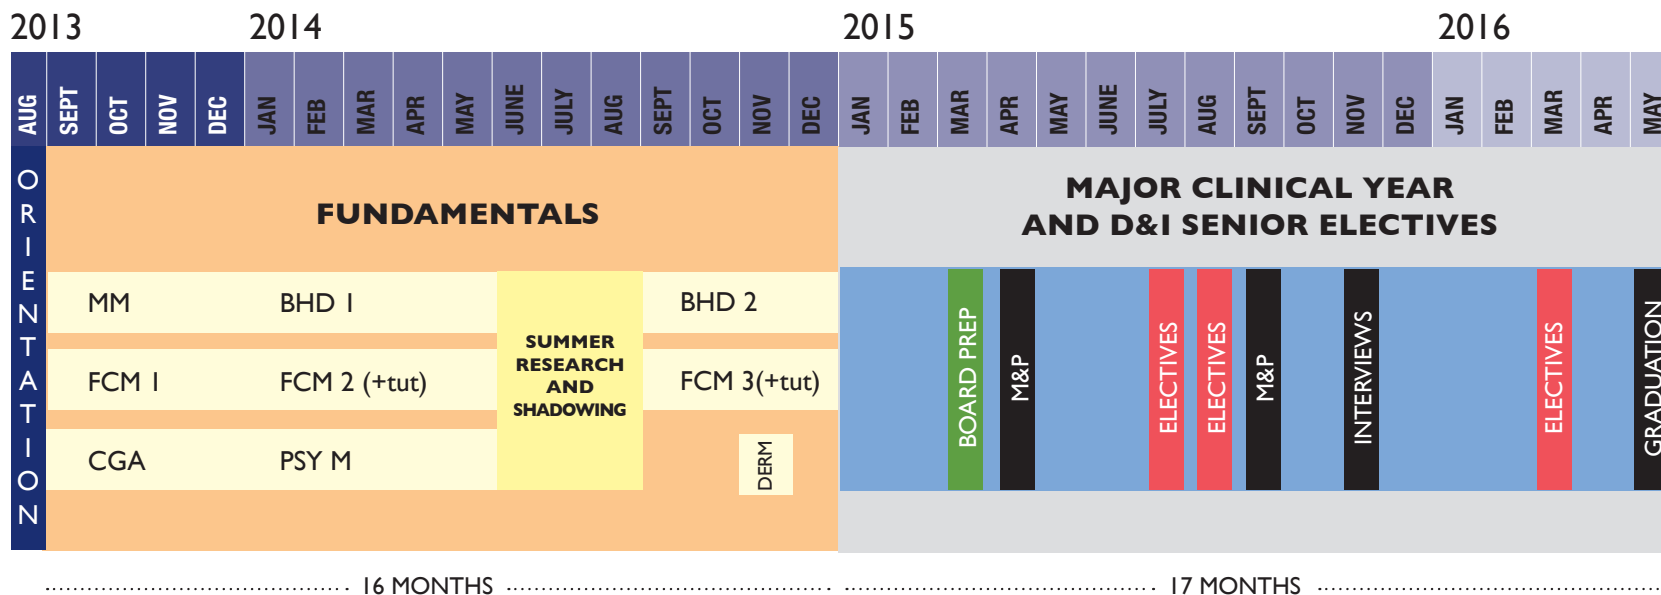 2013
2014
2015
2016
AUG
SEPT
OCT
NOV
DEC
JAN
FEB
MAR
APR
MAY
JUNE
JULY
AUG
SEPT
OCT
NOV
DEC
JAN
FEB
MAR
APR
MAY
JUNE
JULY
AUG
SEPT
OCT
NOV
DEC
JAN
FEB
MAR
APR
MAY
ORIENTATION
FUNDAMENTALS
MM
BHD 1
BHD 2
FCM 1
FCM 2 (+tut)
FCM 3(+tut)
CGA
PSY M
SUMMER
RESEARCH
AND
SHADOWING
DERM
MAJOR CLINICAL YEAR
AND D&I SENIOR ELECTIVES
BOARD PREP
M&P
ELECTIVES
ELECTIVES
M&P
INTERVIEWS
ELECTIVES
GRADUATION
16 MONTHS
17 MONTHS